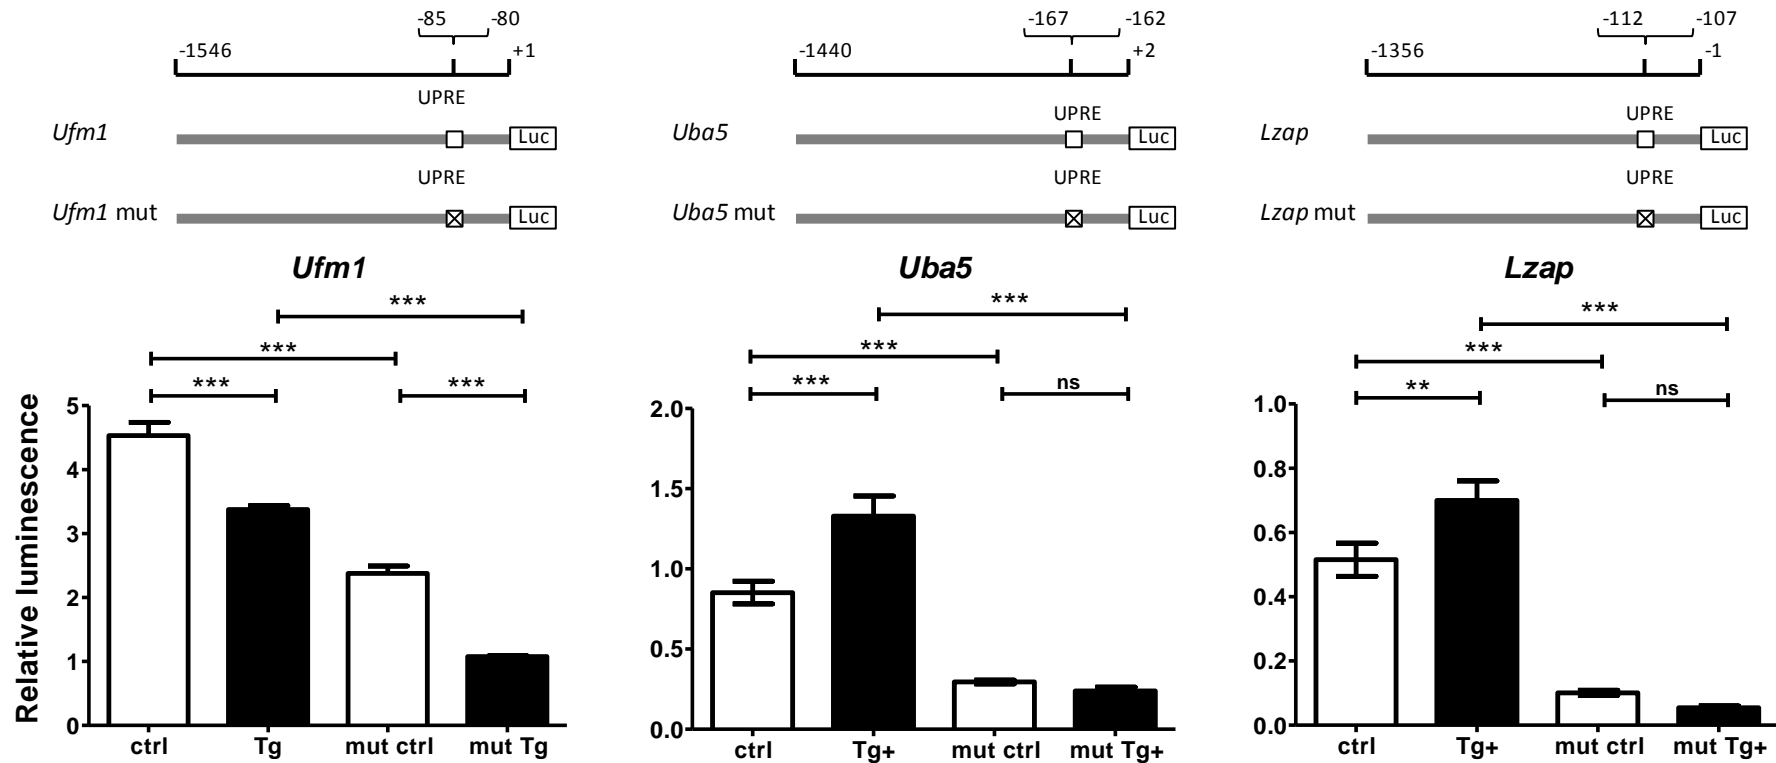 -85 -80
-1546 +1
UPRE
Ufm1 Luc
UPRE
Ufm1 mut Luc
-167 -162
-1440 +2
UPRE
Uba5 Luc
UPRE
Uba5 mut Luc
-112 -107
-1356 -1
UPRE
Lzap Luc
UPRE
Lzap mut Luc
Ufm1
***
***
*** ***
Relative luminescence
5
4
3
2
1
0
ctrl Tg mut ctrl mut Tg
Uba5
***
***
*** ns
2.0
1.5
1.0
0.5
0.0
ctrl Tg+ mut ctrl mut Tg+
Lzap
***
***
** ns
1.0
0.8
0.6
0.4
0.2
0.0
ctrl Tg+ mut ctrl mut Tg+